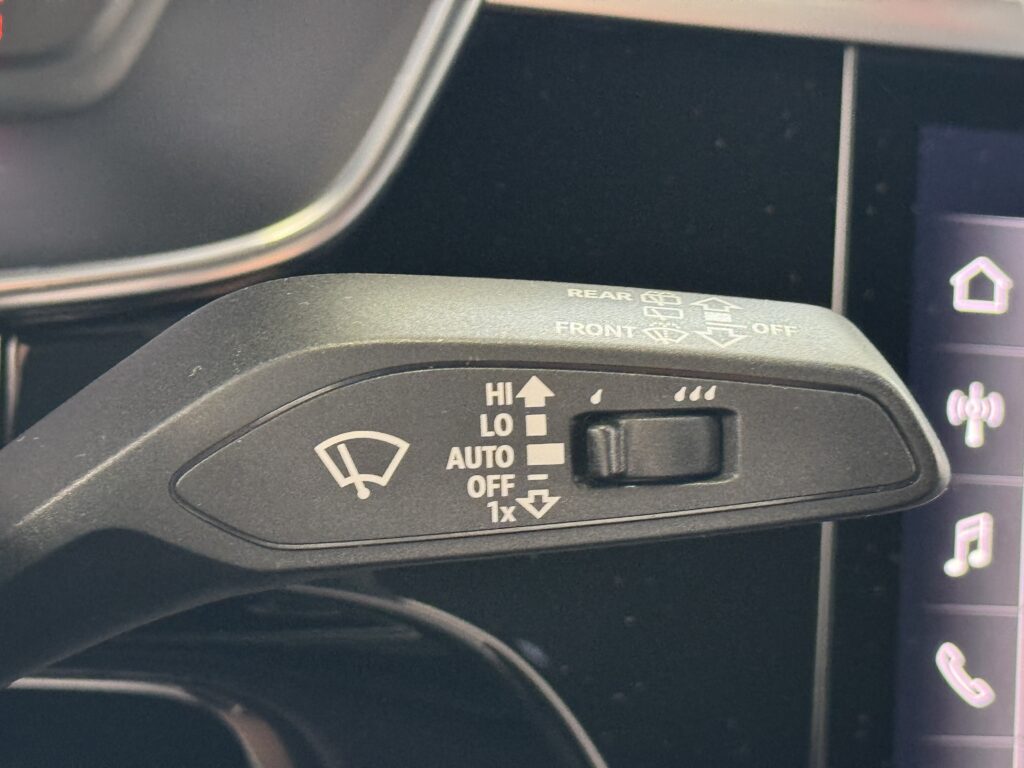 REAR
FRONT OFF
HI
LO
AUTO
OFF
1x